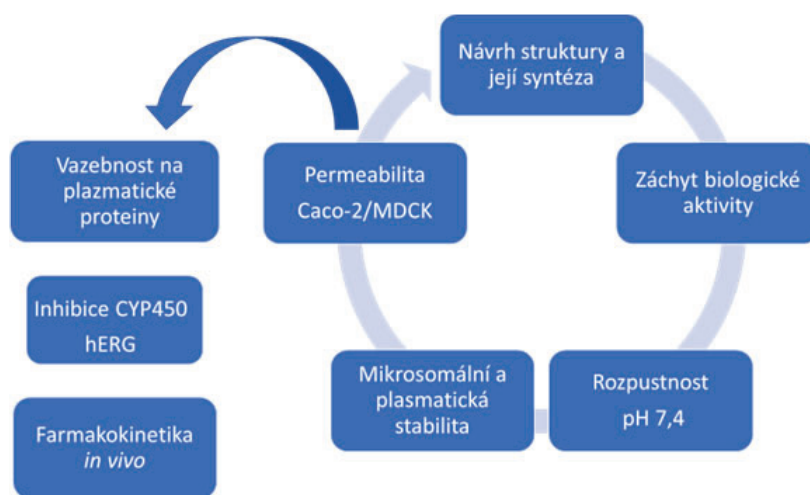 Návrh struktury a
její syntéza
Záchyt biologické
aktivity
Rozpustnost
pH 7,4
Mikrosomální a
plasmatická
stabilita
Permeabilita
Caco-2/MDCK
Vazebnost na
plazmatické
proteiny
Inhibice CYP450
hERG
Farmakokinetika
in vivo